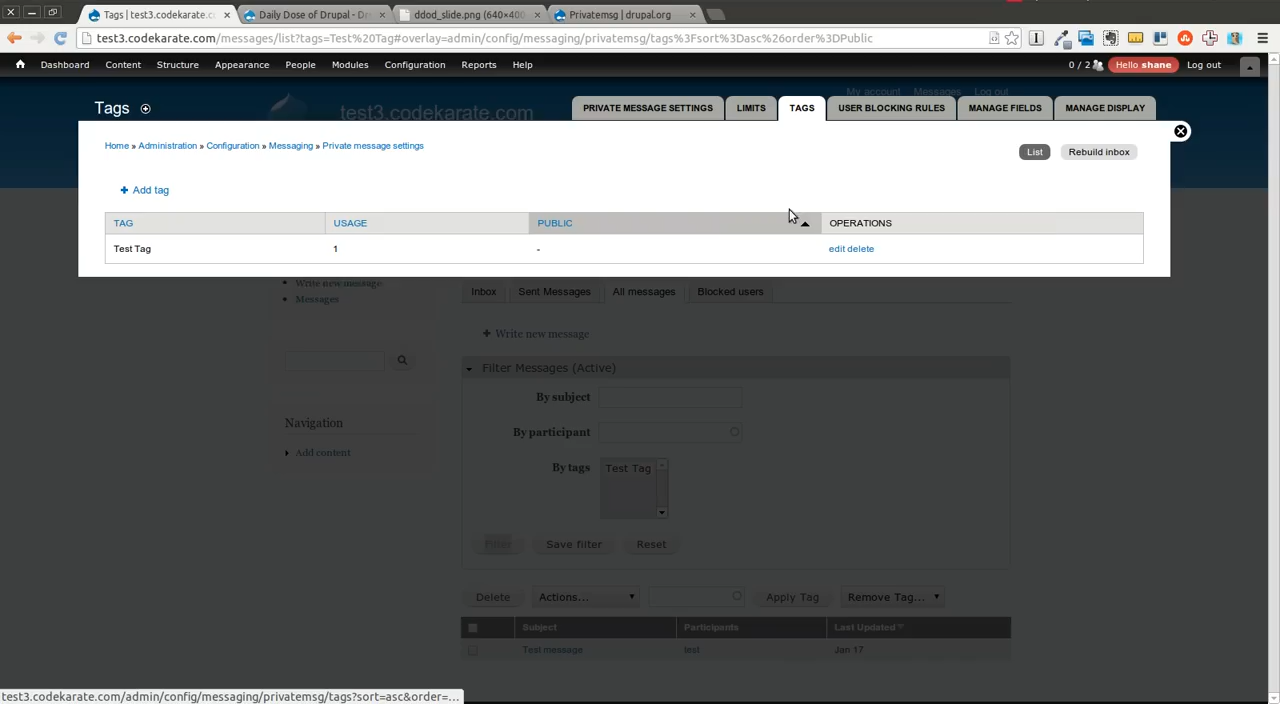 Tags | test3.codekarate.c
Daily Dose of Drupal - Dr
ddod_slide.png (640×400
Privatemsg | drupal.org
test3.codekarate.com/messages/list?tags=Test%20Tag#overlay=admin/config/messaging/privatemsg/tags%3Fsort%3Dasc%26order%3DPublic
Dashboard Content Structure Appearance People Modules Configuration Reports Help 0 / 2 Hello shane Log out
My account Messages Log out
Tags
test3.codekarate.com
PRIVATE MESSAGE SETTINGS LIMITS TAGS USER BLOCKING RULES MANAGE FIELDS MANAGE DISPLAY
Home » Administration » Configuration » Messaging » Private message settings
List Rebuild inbox
+ Add tag
TAG USAGE PUBLIC OPERATIONS
Test Tag 1 - edit delete
Write new message
Messages
Inbox Sent Messages All messages Blocked users
+ Write new message
Filter Messages (Active)
By subject
By participant
By tags Test Tag
Navigation
Add content
Filter Save filter Reset
Delete Actions... Apply Tag Remove Tag...
Subject Participants Last Updated
Test message test Jan 17
test3.codekarate.com/admin/config/messaging/privatemsg/tags?sort=asc&order=...